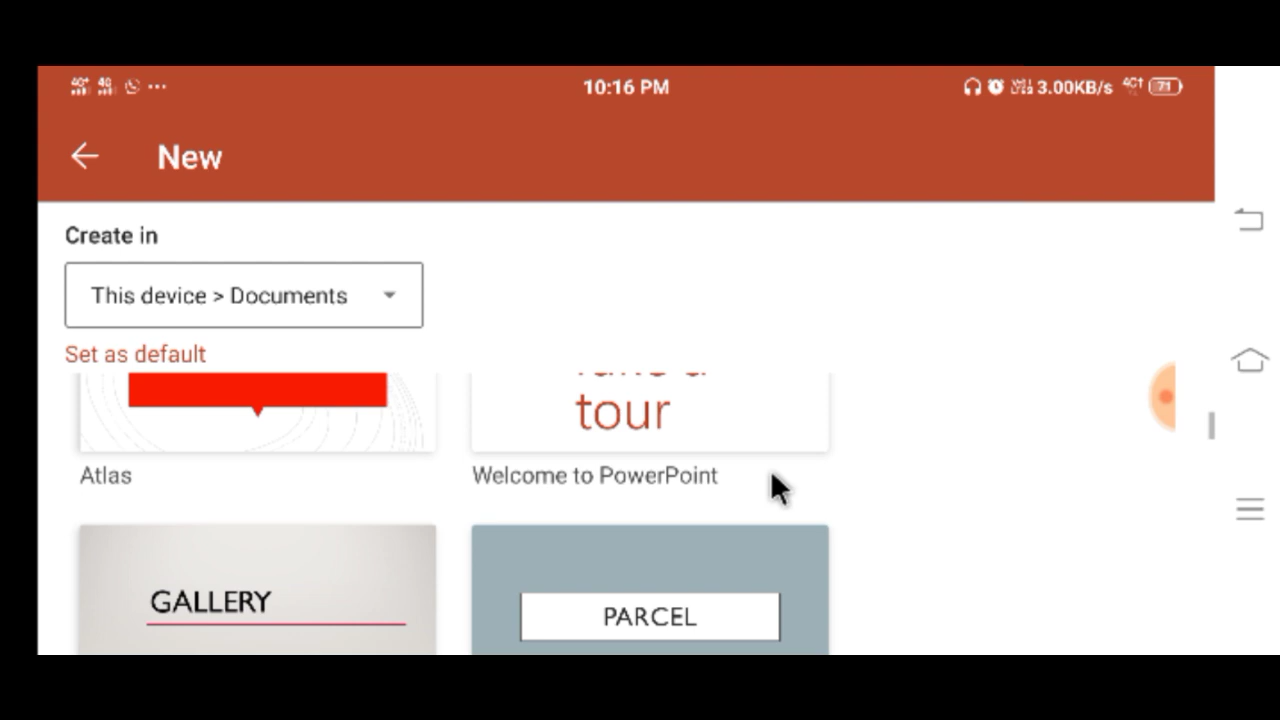 10:16 PM
3.00KB/s
71
New
Create in
This device > Documents
Set as default
tour
Atlas
Welcome to PowerPoint
GALLERY
PARCEL